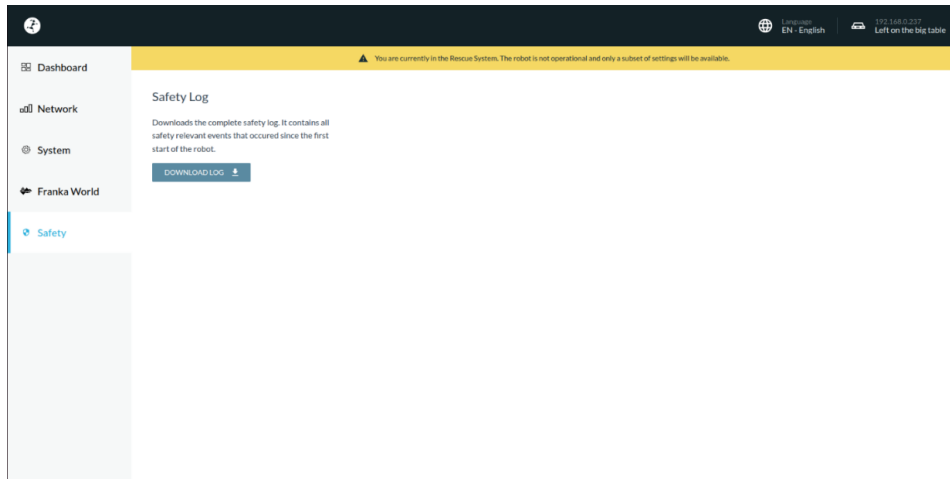 Language
EN - English
192.168.0.237
Left on the big table
You are currently in the Rescue System. The robot is not operational and only a subset of settings will be available.
Dashboard
Network
System
Franka World
Safety
Safety Log
Downloads the complete safety log. It contains all
safety relevant events that occured since the first
start of the robot.
DOWNLOAD LOG